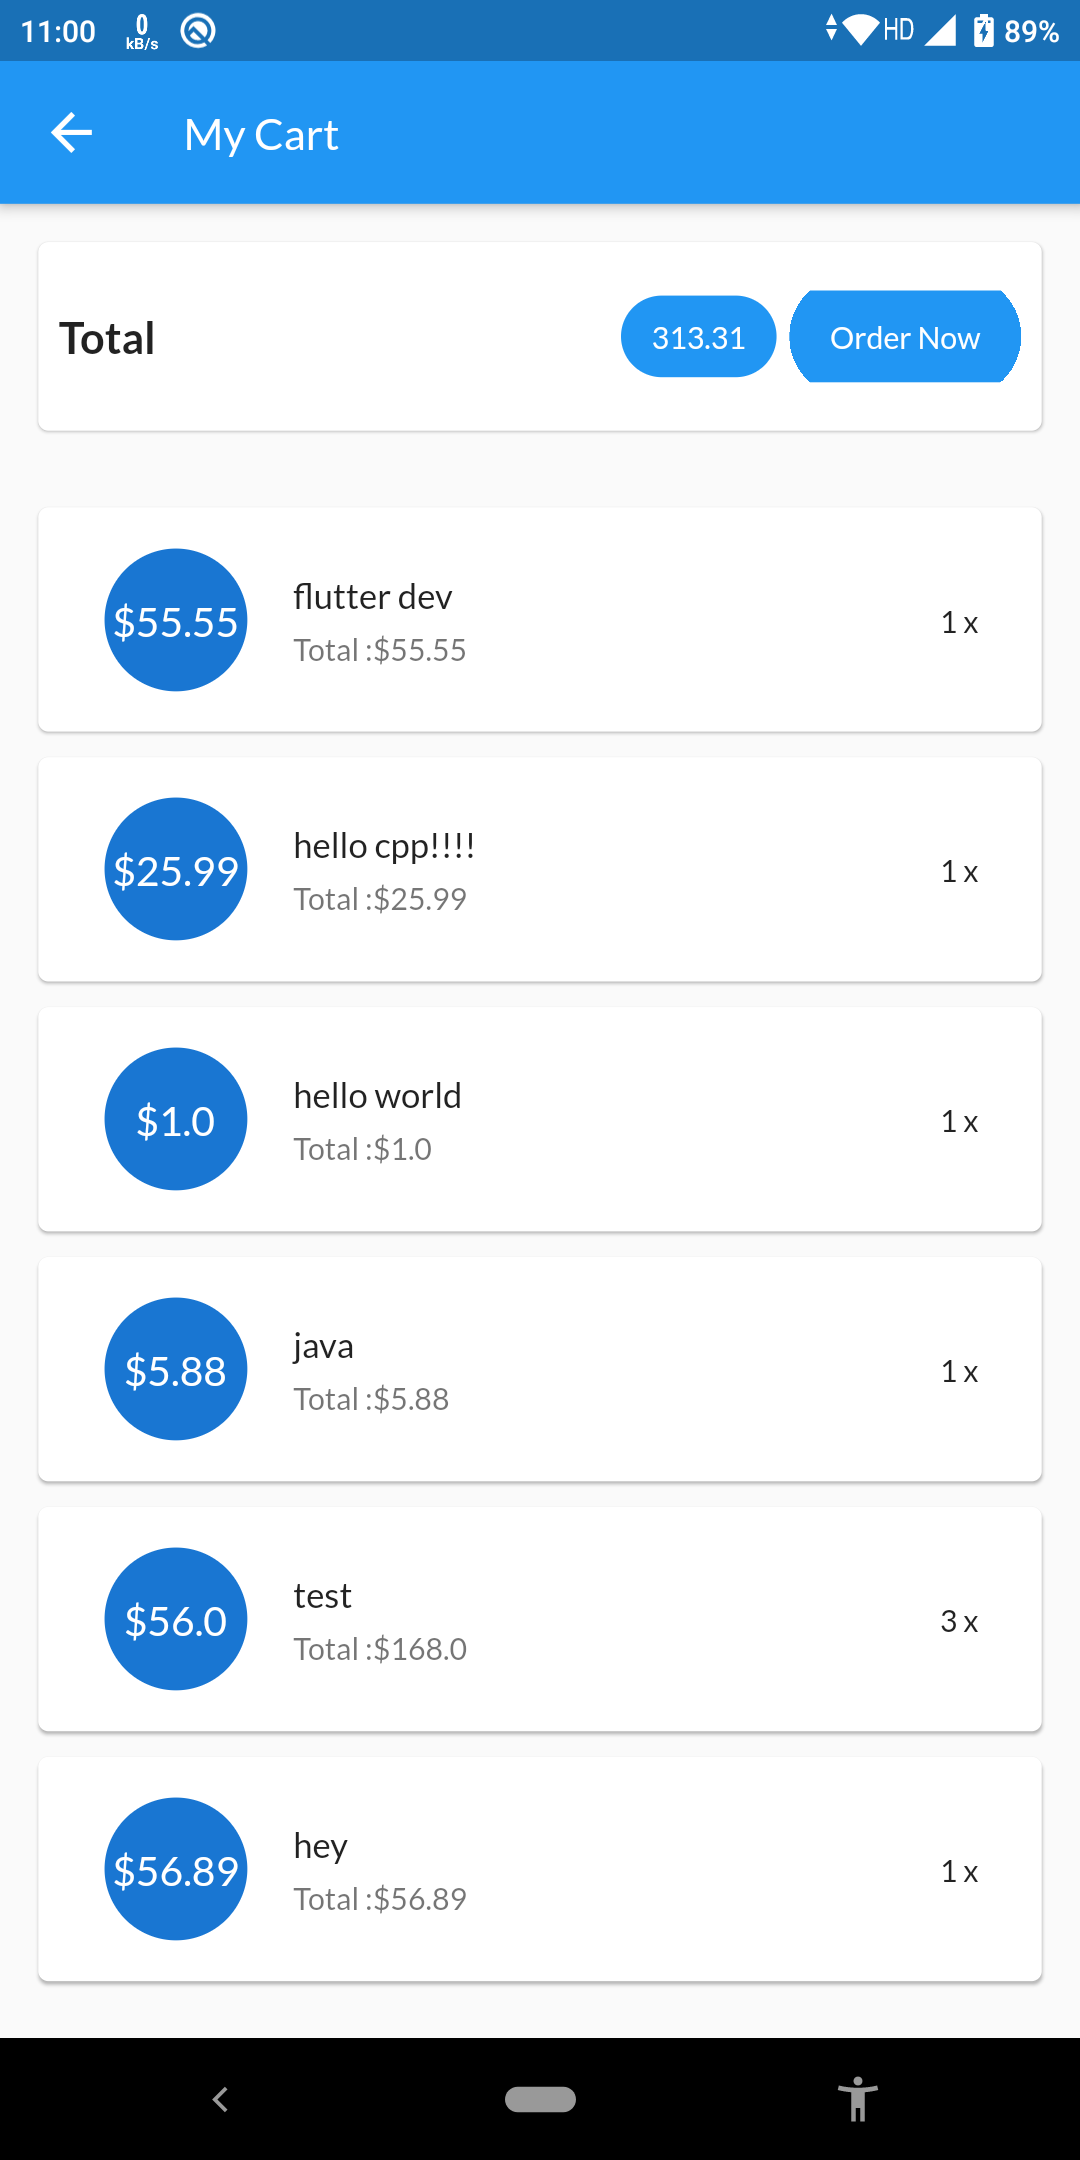 11:00 0 kB/s HD 89%
My Cart
Total 313.31 Order Now
$55.55 flutter dev 1 x
Total :$55.55
$25.99 hello cpp!!!! 1 x
Total :$25.99
$1.0 hello world 1 x
Total :$1.0
$5.88 java 1 x
Total :$5.88
$56.0 test 3 x
Total :$168.0
$56.89 hey 1 x
Total :$56.89